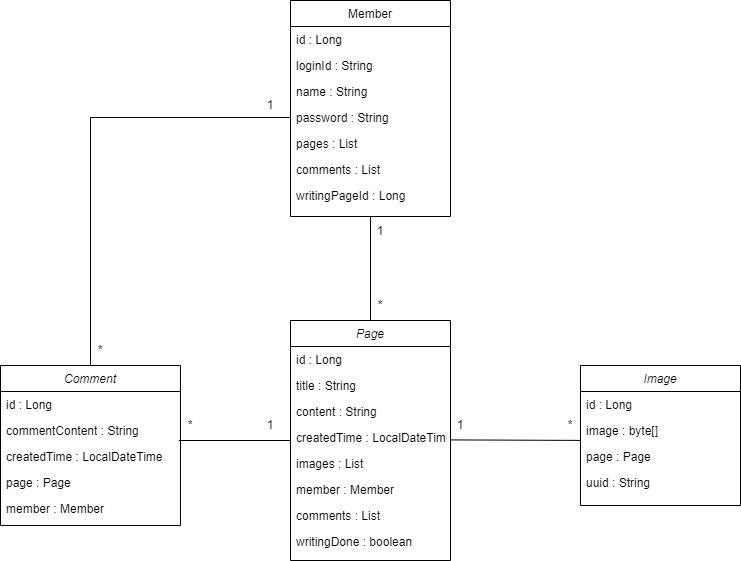 Member
id : Long
loginId : String
name : String
password : String
pages : List
comments : List
writingPageId : Long
1
1
*
*
Page
id : Long
title : String
content : String
createdTime : LocalDateTim
images : List
member : Member
comments : List
writingDone : boolean
Comment
id : Long
commentContent : String
createdTime : LocalDateTime
page : Page
member : Member
*
1
1
*
Image
id : Long
image : byte[]
page : Page
uuid : String